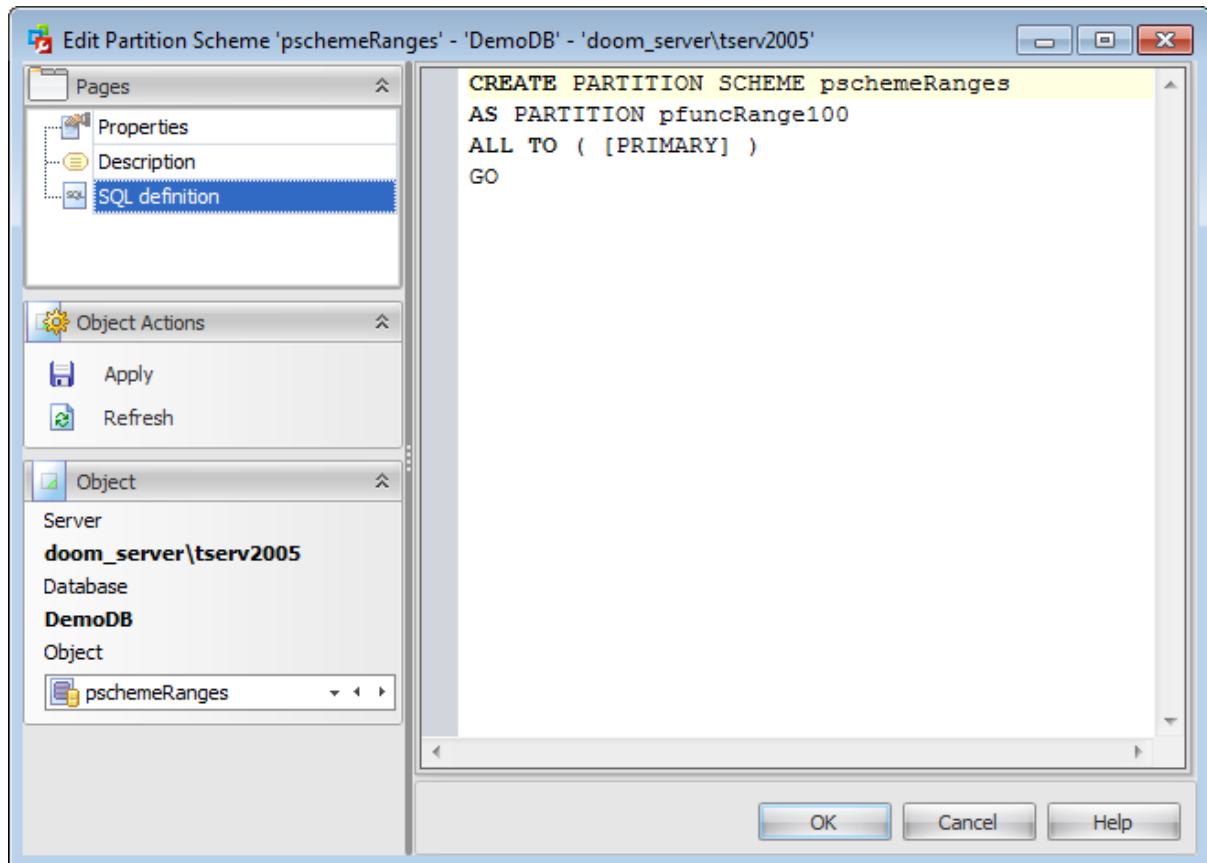 Edit Partition Scheme 'pschemeRanges' - 'DemoDB' - 'doom_server\tserv2005'
Pages
Properties
Description
SQL
SQL definition
Object Actions
Apply
Refresh
Object
Server
doom_server\tserv2005
Database
DemoDB
Object
pschemeRanges
CREATE PARTITION SCHEME pschemeRanges
AS PARTITION pfuncRange100
ALL TO ( [PRIMARY] )
GO
OK
Cancel
Help